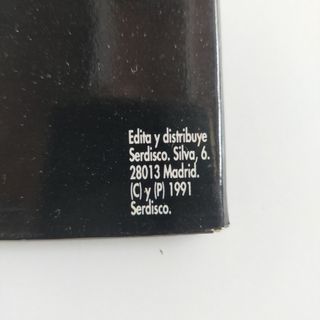 Edita y distribuye
Serdisco. Silva, 6.
28013 Madrid.
(C) y (P) 1991
Serdisco.